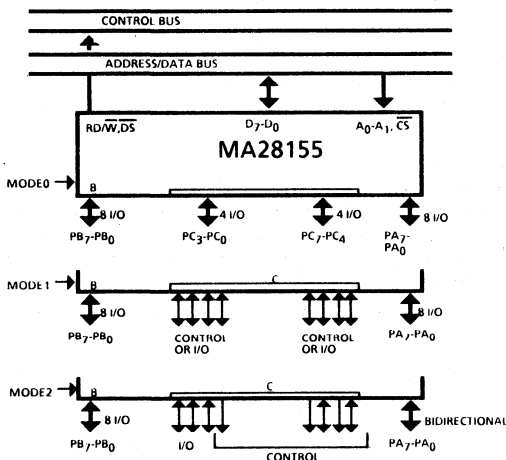 CONTROL BUS
ADDRESS/DATA BUS
RD/W̅,D̅S̅ D7-D0 A0-A1, C̅S̅
MA28155
MODE0 B
8 I/O 4 I/O 4 I/O 8 I/O
PB7-PB0 PC3-PC0 PC7-PC4 PA7-
PA0
MODE1 B C
8 I/O 8 I/O
PB7-PB0 CONTROL CONTROL PA7-PA0
OR I/O OR I/O
MODE2 B C
8 I/O BIDIRECTIONAL
PB7-PB0 I/O PA7-PA0
CONTROL